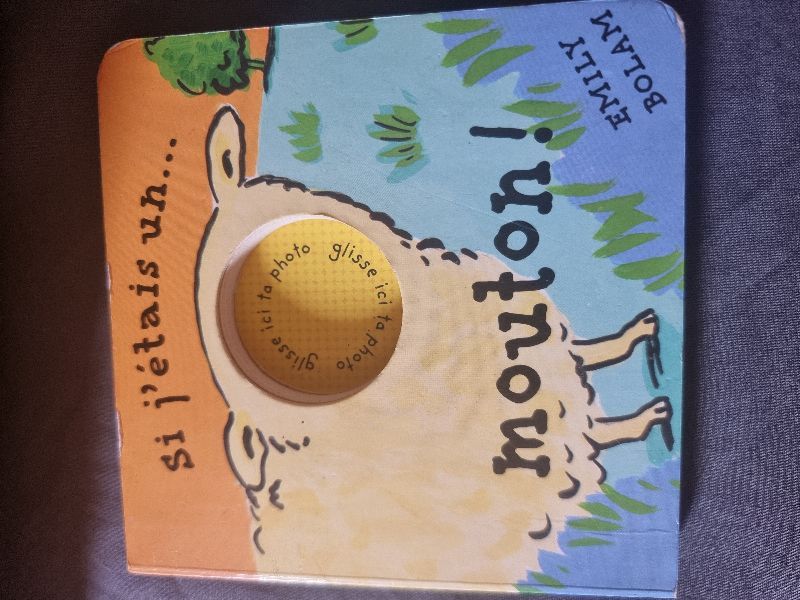 si j'étais un...
glisse ici ta photo glisse ici ta photo
mouton!
EMILY
BOLAM